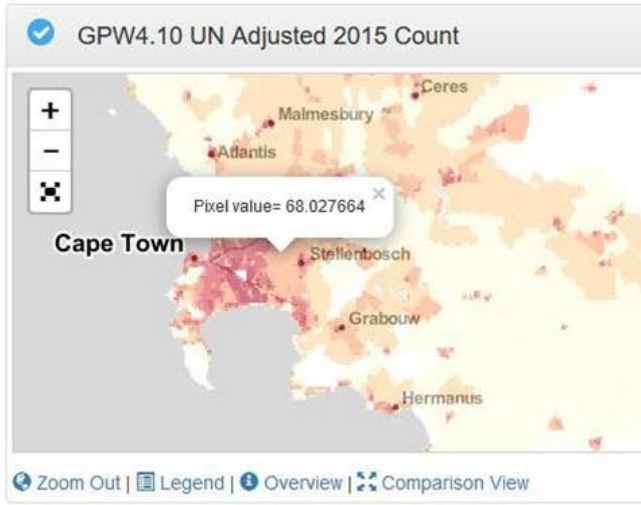 GPW4.10 UN Adjusted 2015 Count
+
−
Ceres
Malmesbury
Atlantis
Pixel value= 68.027664 ×
Cape Town
Stellenbosch
Grabouw
Hermanus
Zoom Out | Legend | Overview | Comparison View